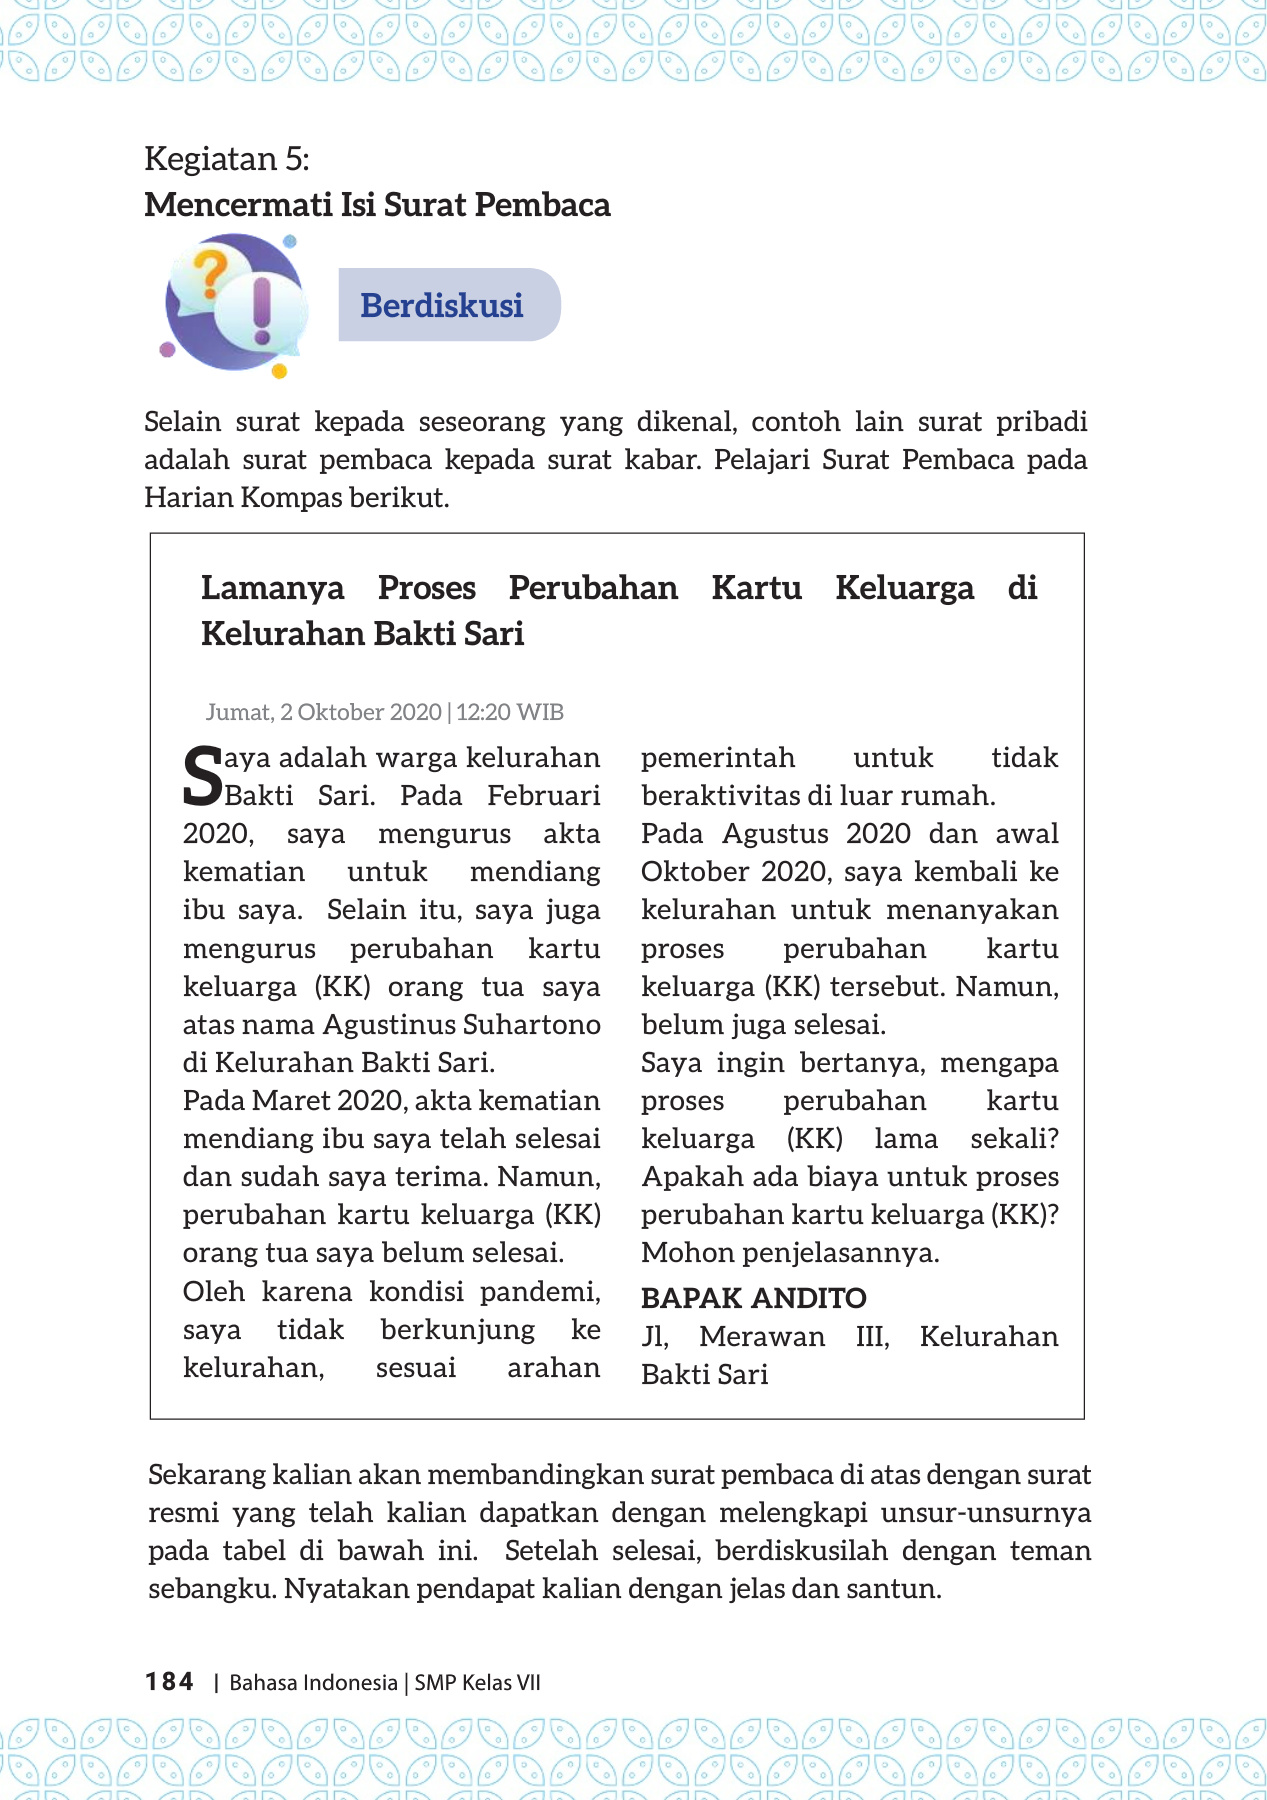 Kegiatan 5:
Mencermati Isi Surat Pembaca
? !
Berdiskusi
Selain surat kepada seseorang yang dikenal, contoh lain surat pribadi
adalah surat pembaca kepada surat kabar. Pelajari Surat Pembaca pada
Harian Kompas berikut.
Lamanya Proses Perubahan Kartu Keluarga di
Kelurahan Bakti Sari
Jumat, 2 Oktober 2020 | 12:20 WIB
Saya adalah warga kelurahan
Bakti Sari. Pada Februari
2020, saya mengurus akta
kematian untuk mendiang
ibu saya. Selain itu, saya juga
mengurus perubahan kartu
keluarga (KK) orang tua saya
atas nama Agustinus Suhartono
di Kelurahan Bakti Sari.
Pada Maret 2020, akta kematian
mendiang ibu saya telah selesai
dan sudah saya terima. Namun,
perubahan kartu keluarga (KK)
orang tua saya belum selesai.
Oleh karena kondisi pandemi,
saya tidak berkunjung ke
kelurahan, sesuai arahan
pemerintah untuk tidak
beraktivitas di luar rumah.
Pada Agustus 2020 dan awal
Oktober 2020, saya kembali ke
kelurahan untuk menanyakan
proses perubahan kartu
keluarga (KK) tersebut. Namun,
belum juga selesai.
Saya ingin bertanya, mengapa
proses perubahan kartu
keluarga (KK) lama sekali?
Apakah ada biaya untuk proses
perubahan kartu keluarga (KK)?
Mohon penjelasannya.
BAPAK ANDITO
Jl, Merawan III, Kelurahan
Bakti Sari
Sekarang kalian akan membandingkan surat pembaca di atas dengan surat
resmi yang telah kalian dapatkan dengan melengkapi unsur-unsurnya
pada tabel di bawah ini. Setelah selesai, berdiskusilah dengan teman
sebangku. Nyatakan pendapat kalian dengan jelas dan santun.
184 | Bahasa Indonesia | SMP Kelas VII